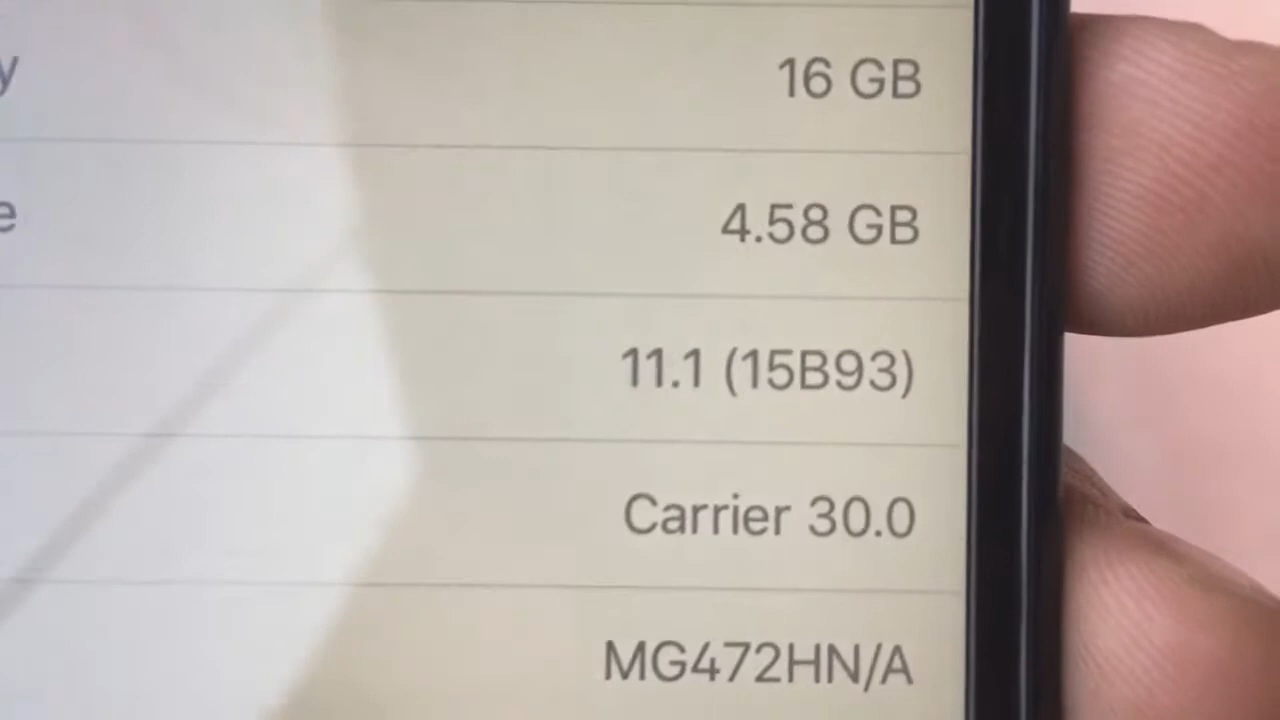 y 16 GB
e 4.58 GB
11.1 (15B93)
Carrier 30.0
MG472HN/A